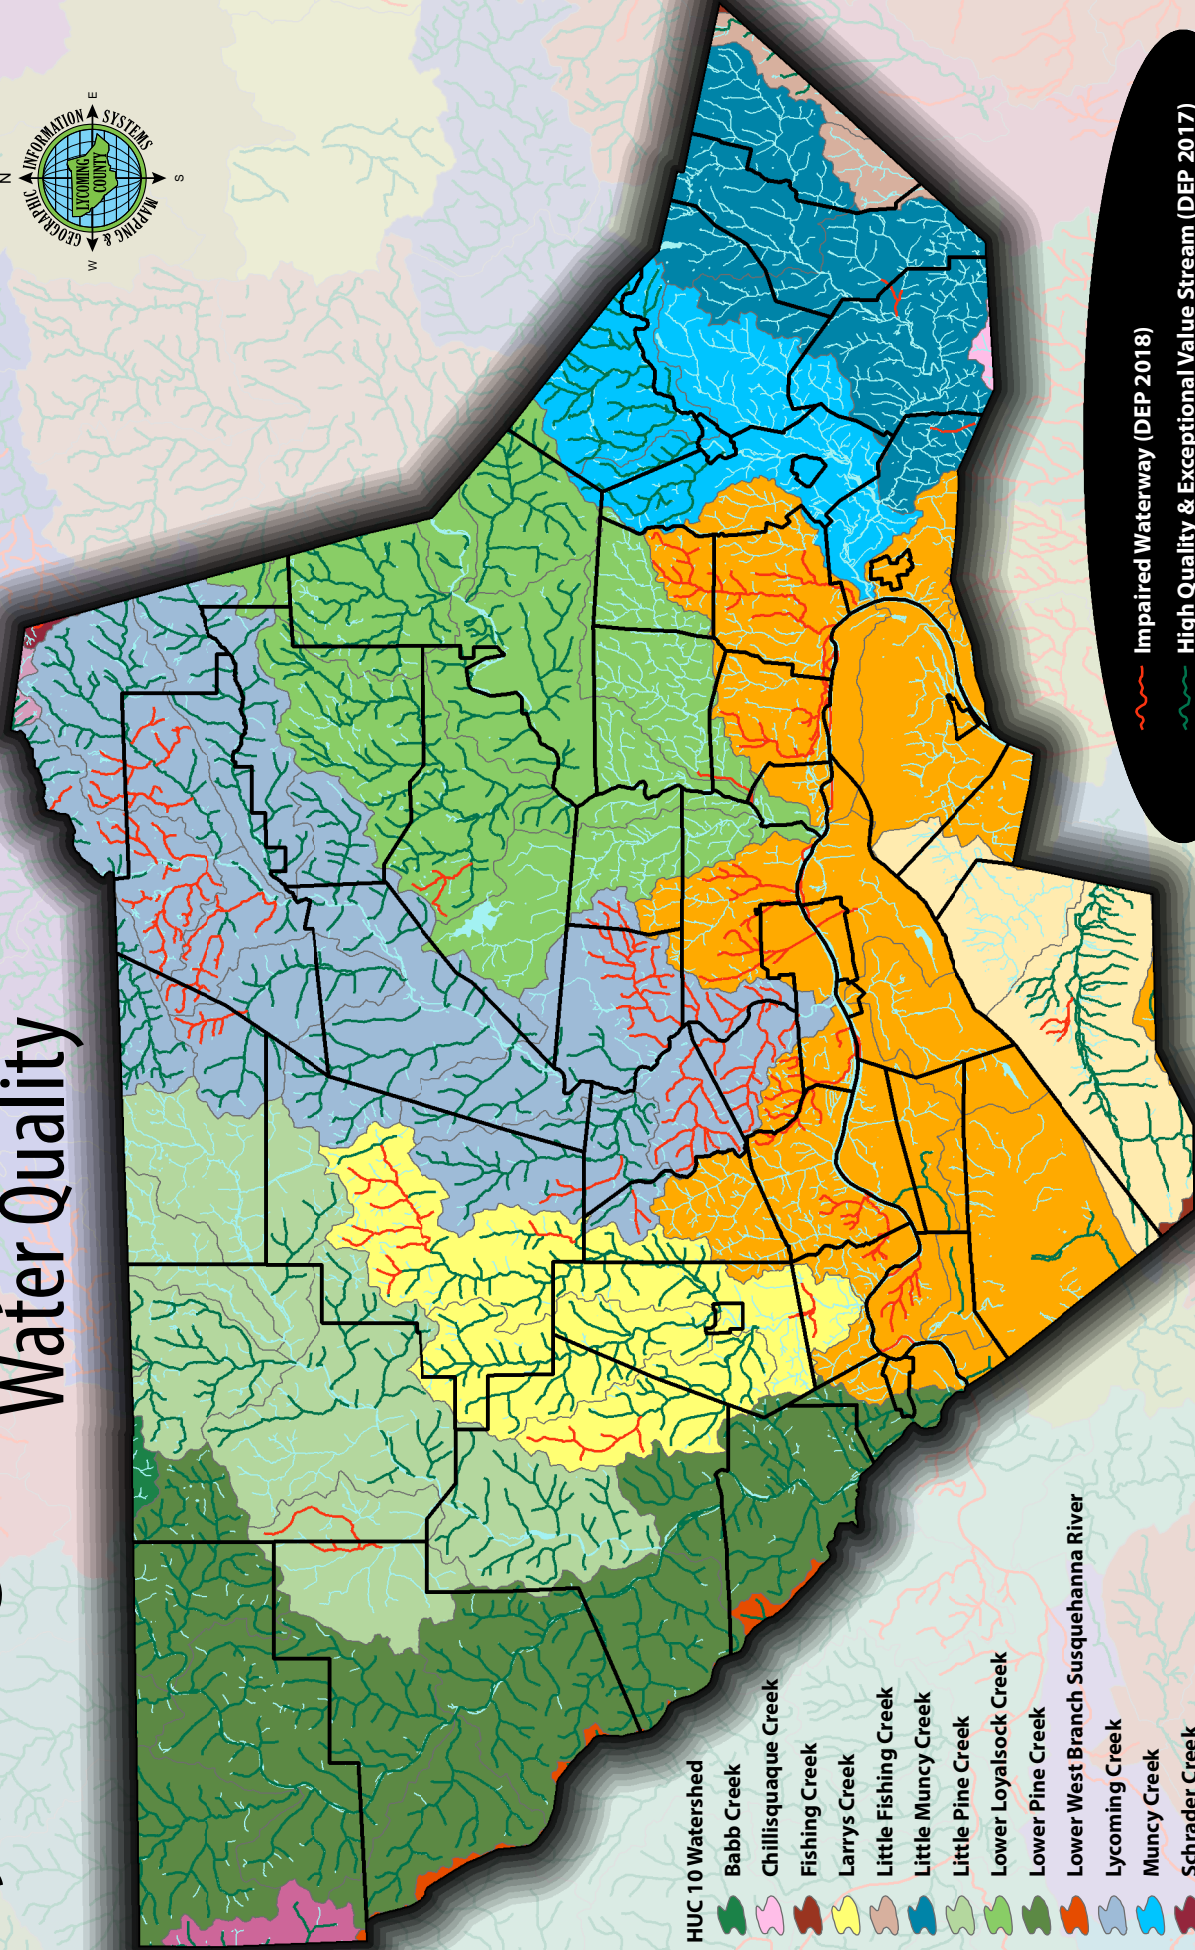 Water Quality
N
E
S
W
GEOGRAPHIC INFORMATION SYSTEMS
MAPPING &
LYCOMING
COUNTY
HUC 10 Watershed
Babb Creek
Chillisquaque Creek
Fishing Creek
Larrys Creek
Little Fishing Creek
Little Muncy Creek
Little Pine Creek
Lower Loyalsock Creek
Lower Pine Creek
Lower West Branch Susquehanna River
Lycoming Creek
Muncy Creek
Schrader Creek
Impaired Waterway (DEP 2018)
High Quality & Exceptional Value Stream (DEP 2017)